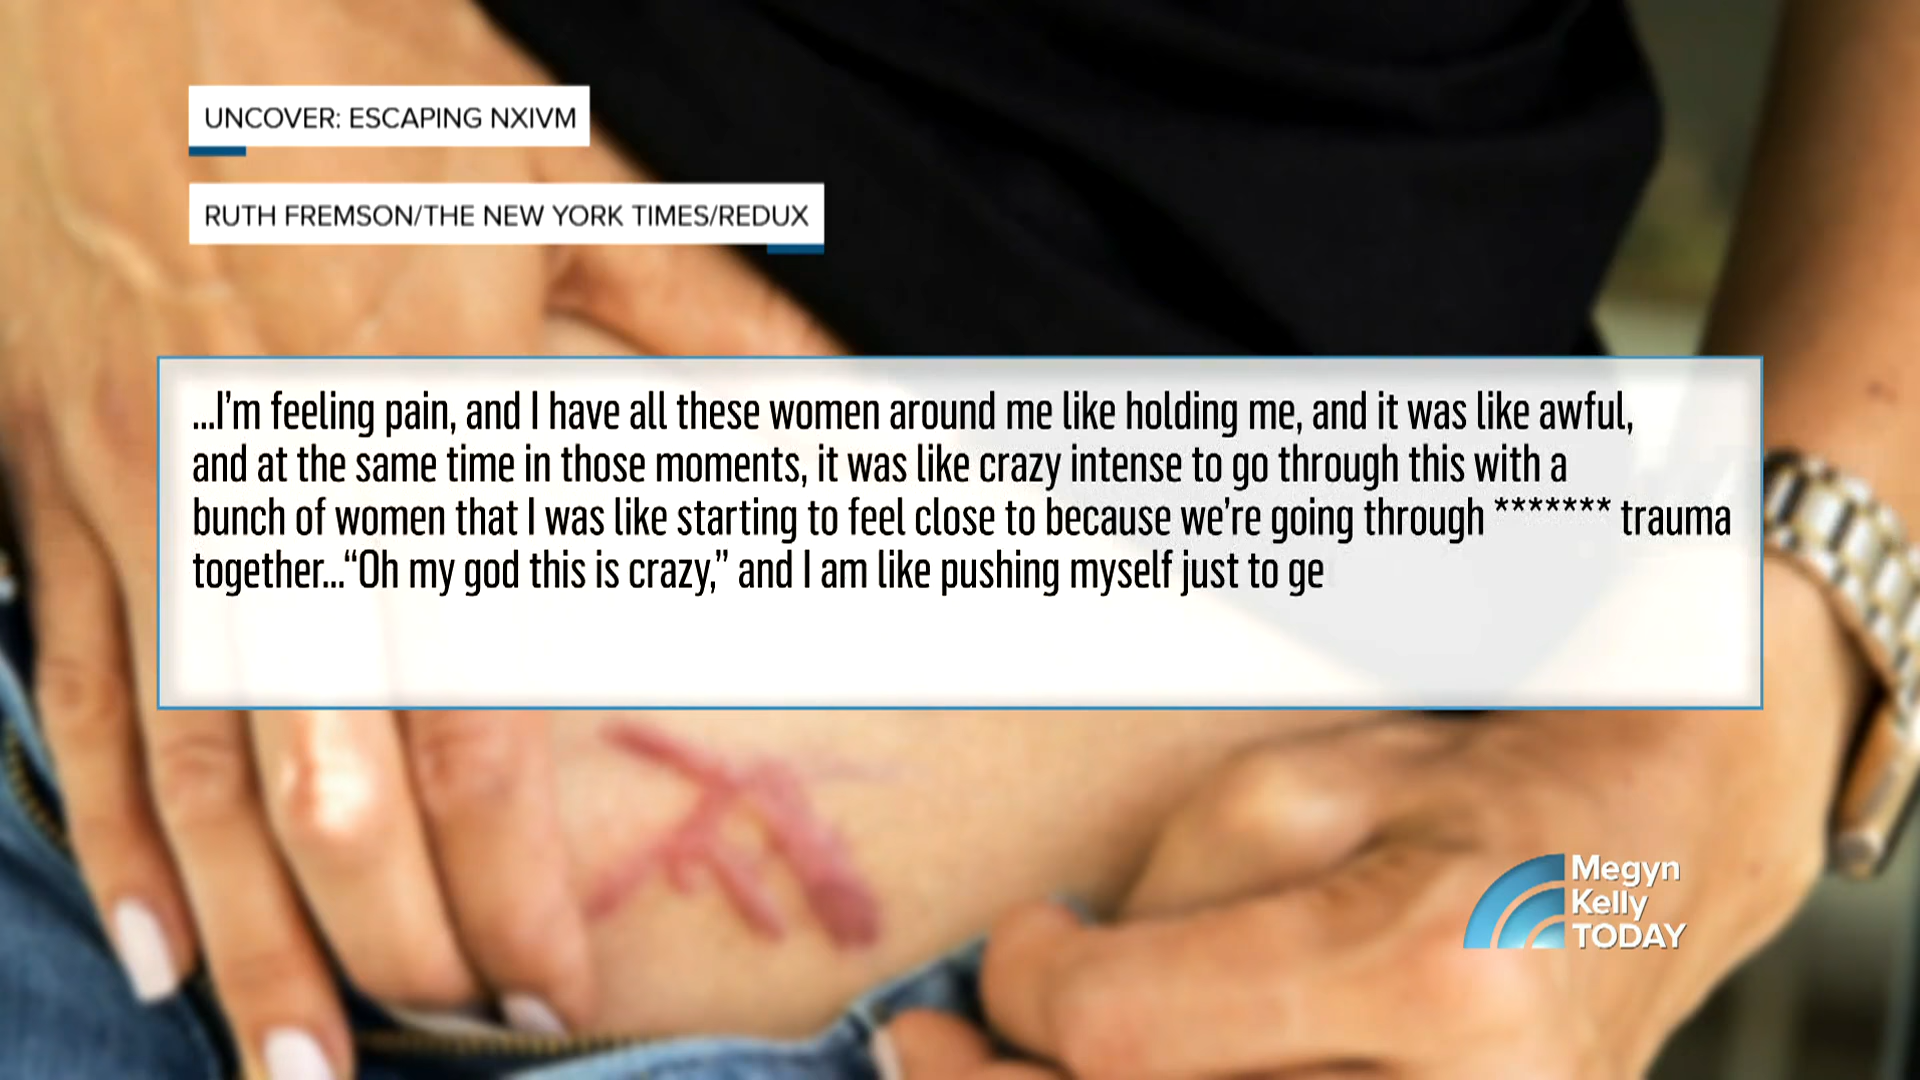 UNCOVER: ESCAPING NXIVM
RUTH FREMSON/THE NEW YORK TIMES/REDUX
...I'm feeling pain, and I have all these women around me like holding me, and it was like awful,
and at the same time in those moments, it was like crazy intense to go through this with a
bunch of women that I was like starting to feel close to because we're going through ******* trauma
together...“Oh my god this is crazy,” and I am like pushing myself just to ge
Megyn
Kelly
TODAY